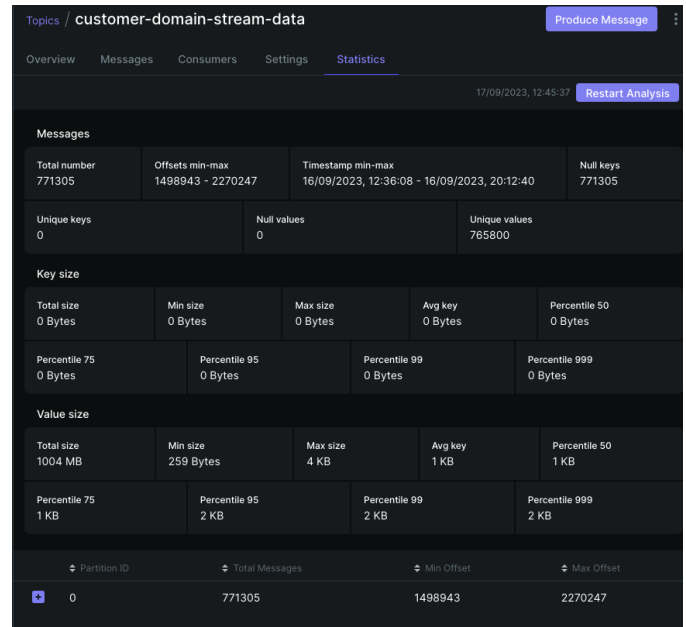 Topics / customer-domain-stream-data Produce Message
Overview Messages Consumers Settings Statistics
17/09/2023, 12:45:37 Restart Analysis
Messages
Total number Offsets min-max Timestamp min-max Null keys
771305 1498943 - 2270247 16/09/2023, 12:36:08 - 16/09/2023, 20:12:40 771305
Unique keys Null values Unique values
0 0 765800
Key size
Total size Min size Max size Avg key Percentile 50
0 Bytes 0 Bytes 0 Bytes 0 Bytes 0 Bytes
Percentile 75 Percentile 95 Percentile 99 Percentile 999
0 Bytes 0 Bytes 0 Bytes 0 Bytes
Value size
Total size Min size Max size Avg key Percentile 50
1004 MB 259 Bytes 4 KB 1 KB 1 KB
Percentile 75 Percentile 95 Percentile 99 Percentile 999
1 KB 2 KB 2 KB 2 KB
Partition ID Total Messages Min Offset Max Offset
0 771305 1498943 2270247